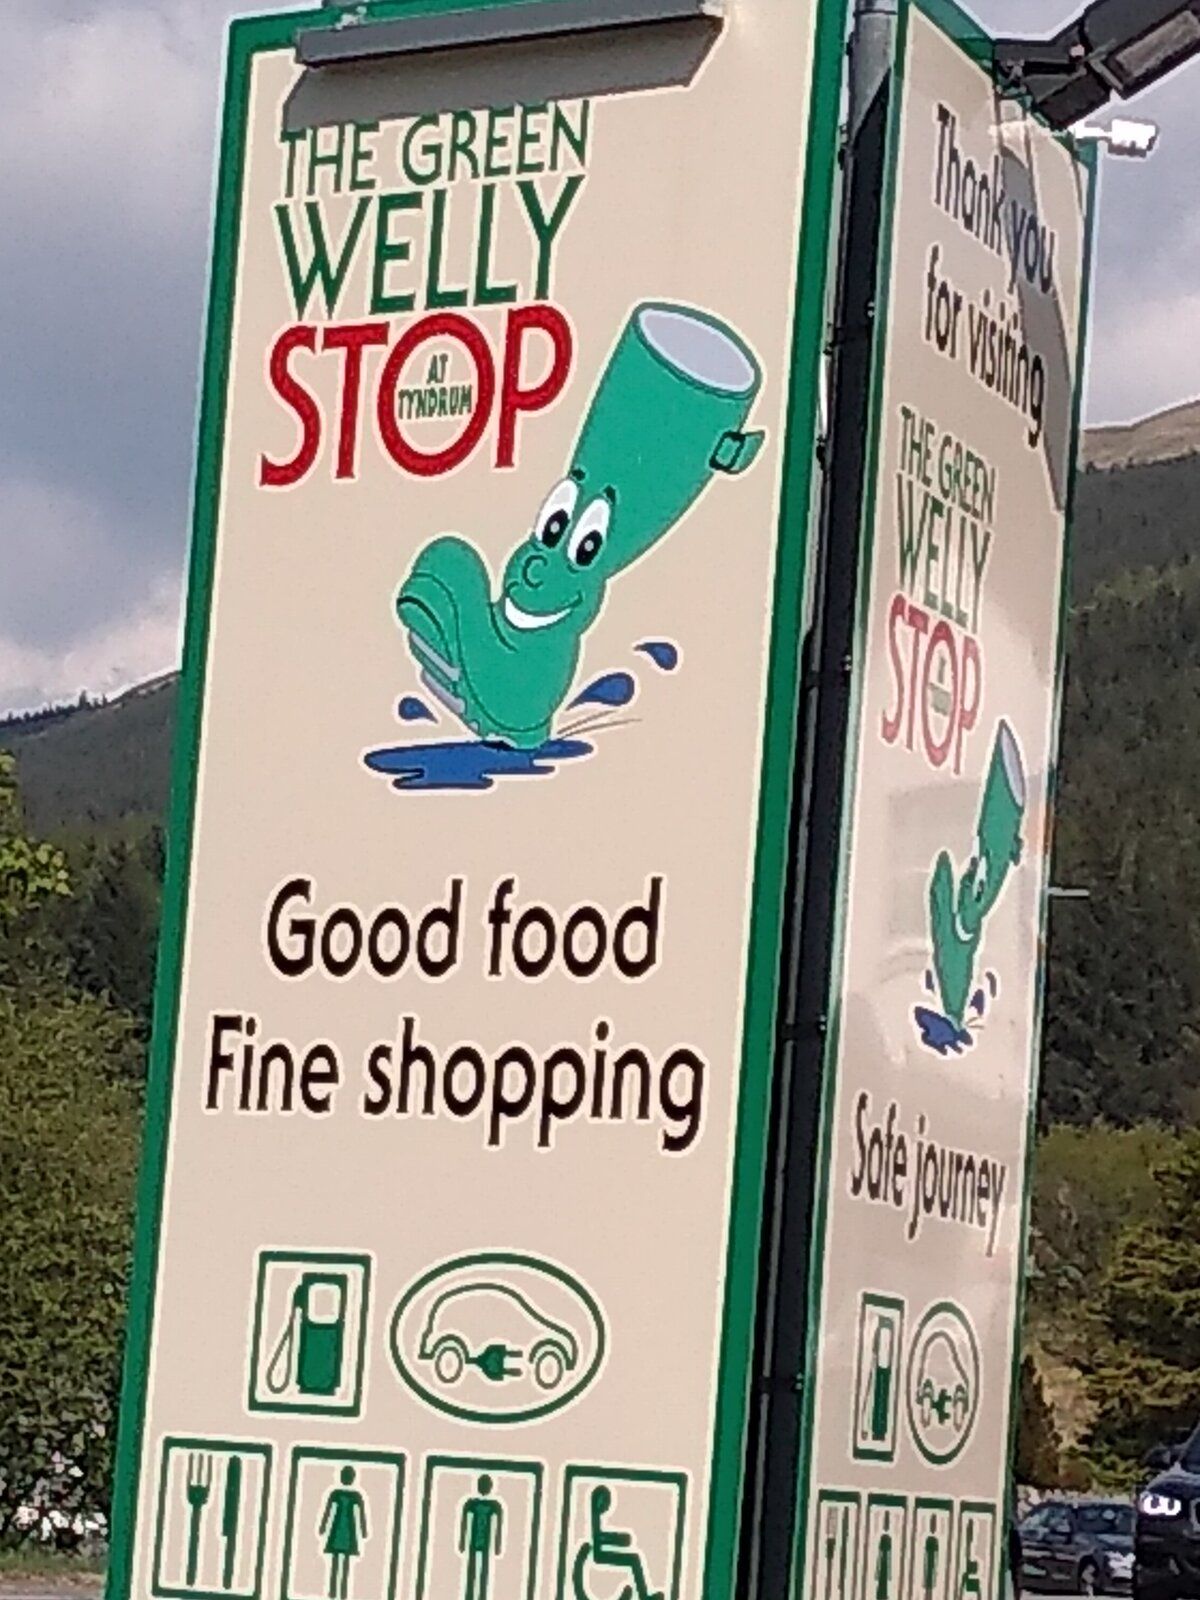 THE GREEN
WELLY
STOP
AT
TYNDRUM
Good food
Fine shopping
Thank you
for visiting
THE GREEN
WELLY
STOP
Safe journey